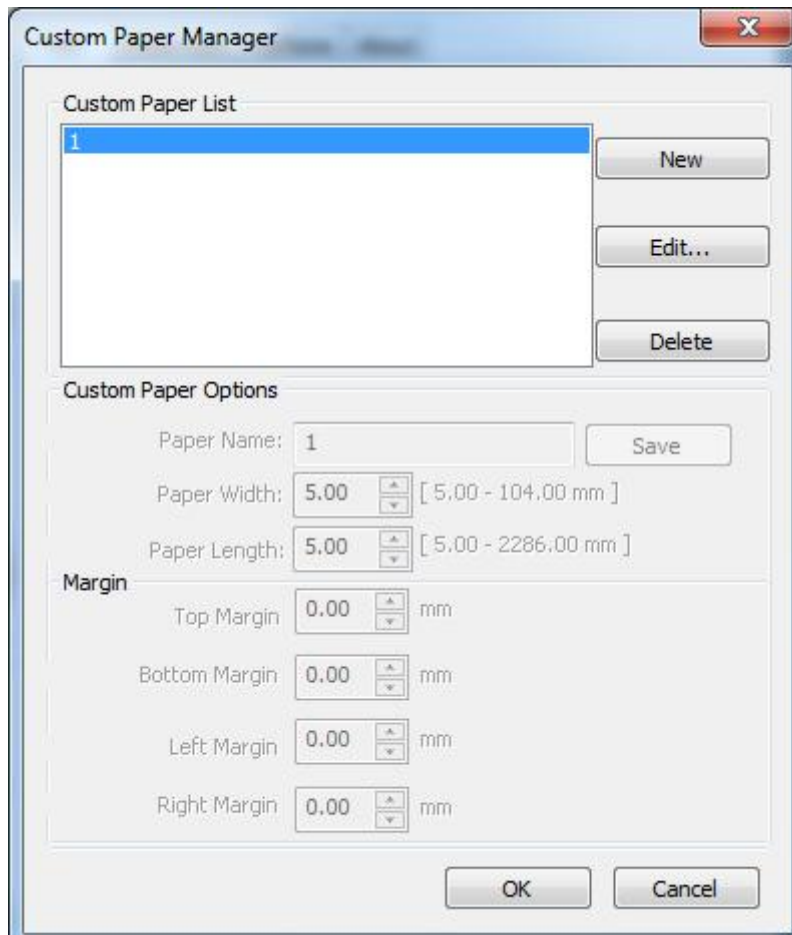 Custom Paper Manager
Custom Paper List
1
New
Edit...
Delete
Custom Paper Options
Paper Name: 1 Save
Paper Width: 5.00 [ 5.00 - 104.00 mm ]
Paper Length: 5.00 [ 5.00 - 2286.00 mm ]
Margin
Top Margin 0.00 mm
Bottom Margin 0.00 mm
Left Margin 0.00 mm
Right Margin 0.00 mm
OK Cancel